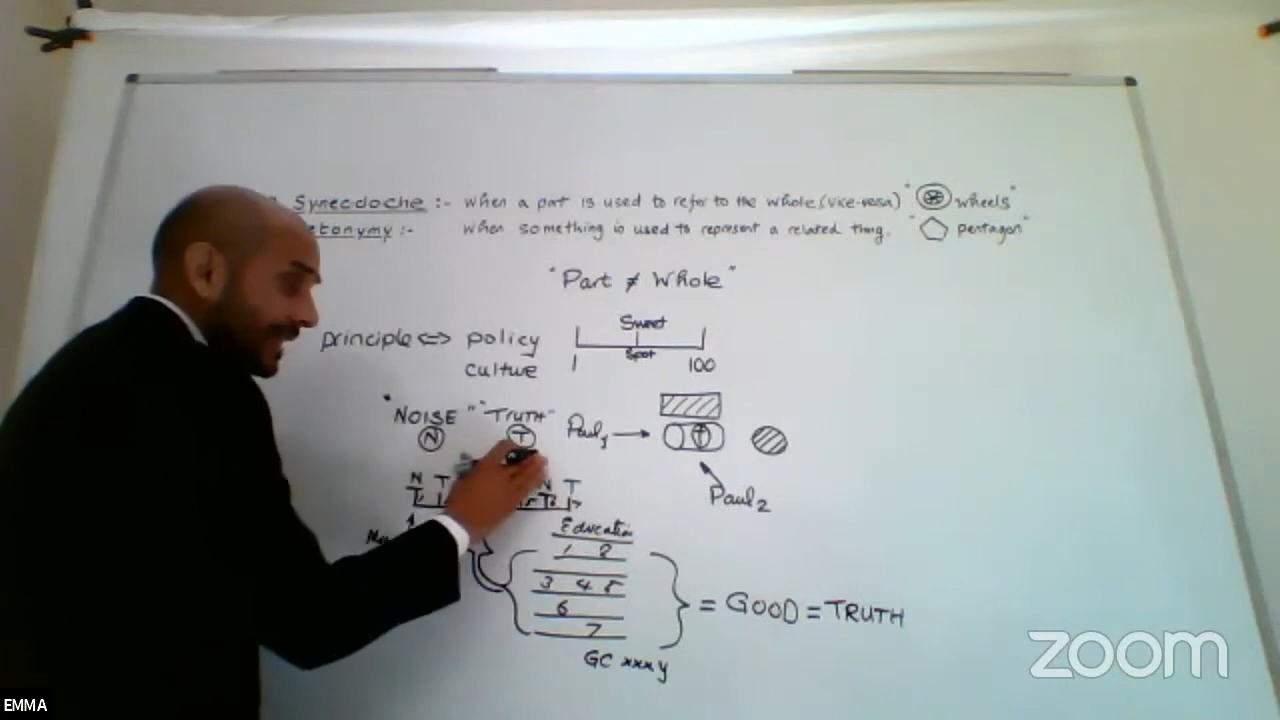 Synecdoche :- when a part is used to refer to the whole (vice-versa) " wheels"
etonymy :- when something is used to represent a related thing. " pentagon"
"Part ≠ Whole"
principle ⇔ policy
culture
Sweet
Spot
1 100
"NOISE" "TRUTH"
N T
Paul1 →
T
Paul2
N T N T
Education
1 2
3 4 5
6
7
= GOOD = TRUTH
GC xxx y
zoom
EMMA